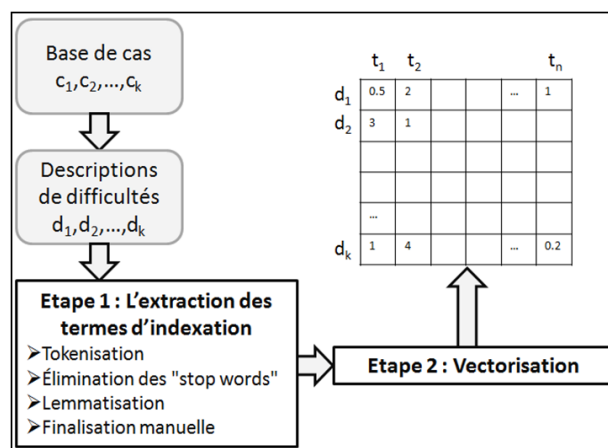 Base de cas
c1,c2,...,ck
Descriptions
de difficultés
d1,d2,...,dk
Etape 1 : L'extraction des
termes d'indexation
➢Tokenisation
➢Élimination des "stop words"
➢Lemmatisation
➢Finalisation manuelle
Etape 2 : Vectorisation
t1 t2 tn
d1 0.5 2 ... 1
d2 3 1
...
dk 1 4 ... 0.2